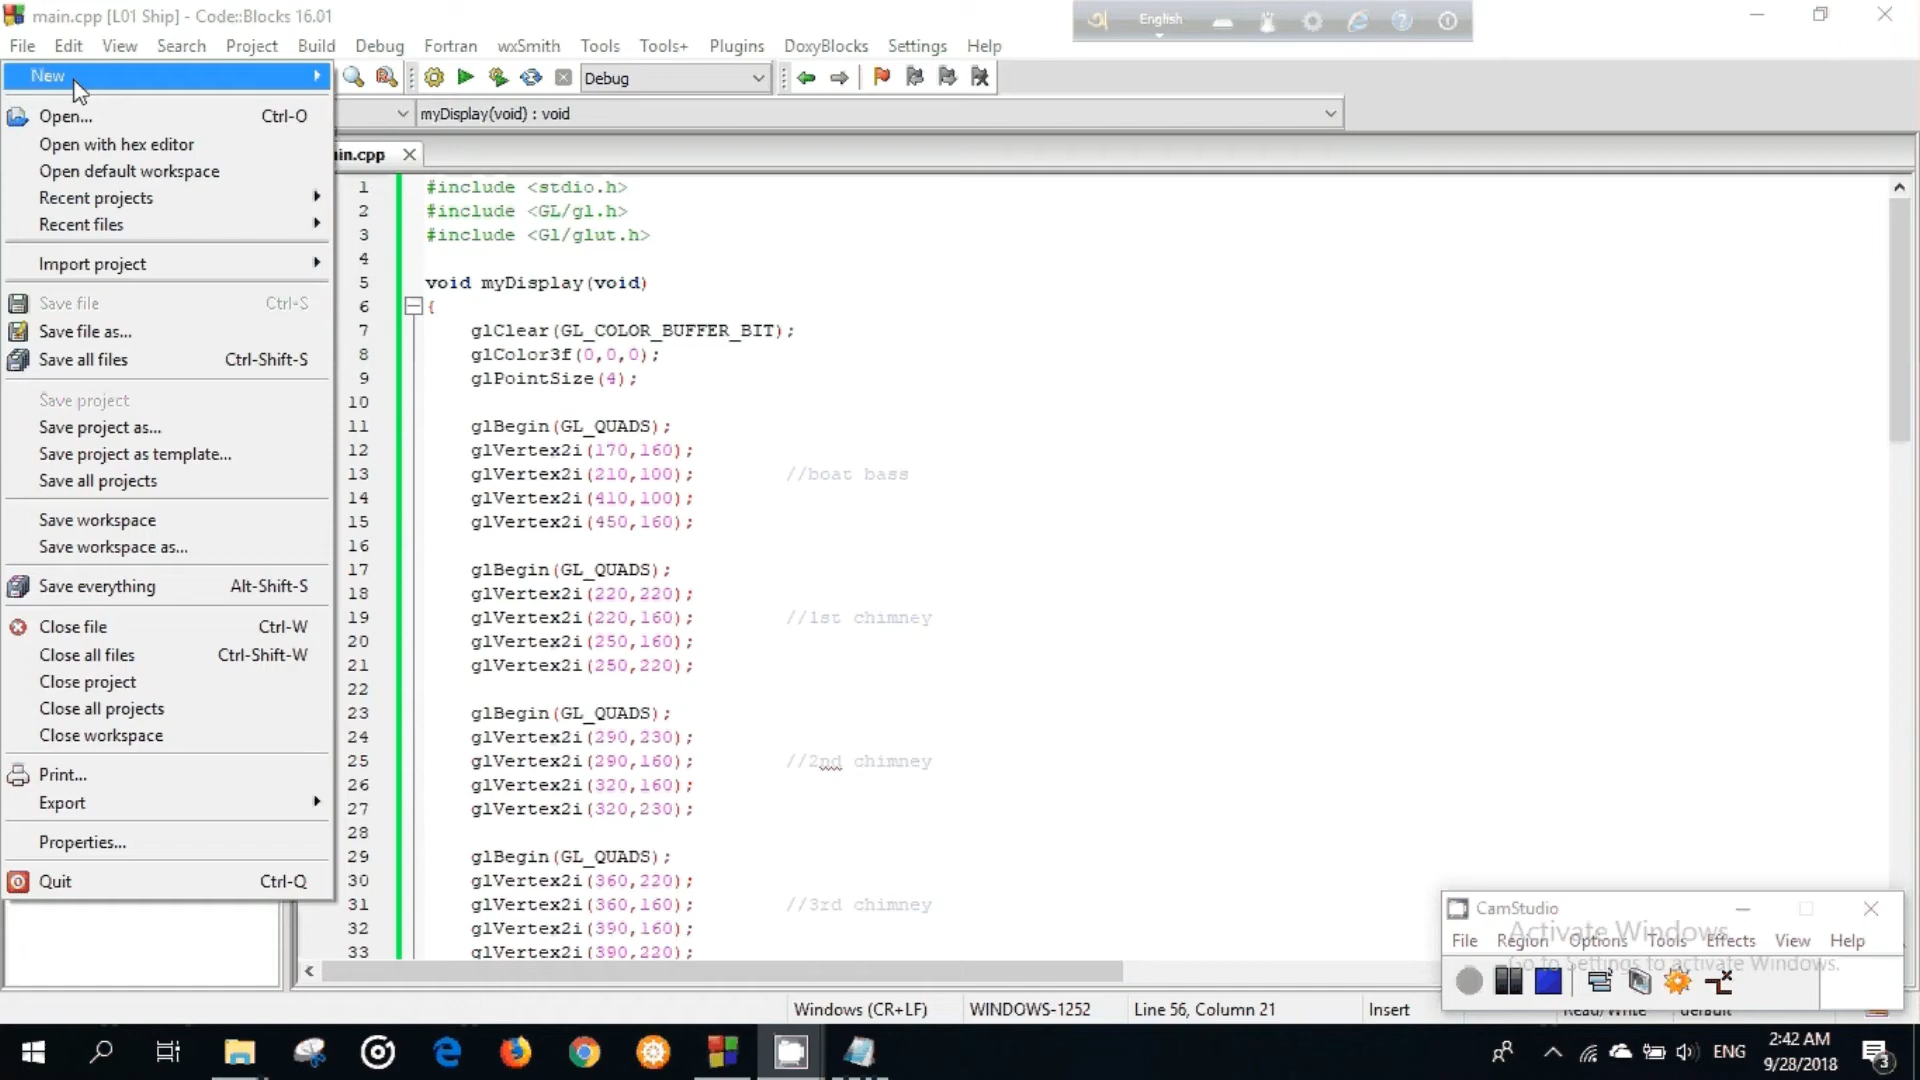 main.cpp [L01 Ship] - Code::Blocks 16.01
English
File Edit View Search Project Build Debug Fortran wxSmith Tools Tools+ Plugins DoxyBlocks Settings Help
New
Debug
myDisplay(void) : void
Open... Ctrl-O
Open with hex editor
Open default workspace
Recent projects
Recent files
Import project
Save file Ctrl-S
Save file as...
Save all files Ctrl-Shift-S
Save project
Save project as...
Save project as template...
Save all projects
Save workspace
Save workspace as...
Save everything Alt-Shift-S
Close file Ctrl-W
Close all files Ctrl-Shift-W
Close project
Close all projects
Close workspace
Print...
Export
Properties...
Quit Ctrl-Q
in.cpp
1 #include <stdio.h>
2 #include <GL/gl.h>
3 #include <Gl/glut.h>
4
5 void myDisplay(void)
6 {
7 glClear(GL_COLOR_BUFFER_BIT);
8 glColor3f(0,0,0);
9 glPointSize(4);
10
11 glBegin(GL_QUADS);
12 glVertex2i(170,160);
13 glVertex2i(210,100); //boat bass
14 glVertex2i(410,100);
15 glVertex2i(450,160);
16
17 glBegin(GL_QUADS);
18 glVertex2i(220,220);
19 glVertex2i(220,160); //1st chimney
20 glVertex2i(250,160);
21 glVertex2i(250,220);
22
23 glBegin(GL_QUADS);
24 glVertex2i(290,230);
25 glVertex2i(290,160); //2nd chimney
26 glVertex2i(320,160);
27 glVertex2i(320,230);
28
29 glBegin(GL_QUADS);
30 glVertex2i(360,220);
31 glVertex2i(360,160); //3rd chimney
32 glVertex2i(390,160);
33 glVertex2i(390,220);
CamStudio
Activate Windows
File Region Options Tools Effects View Help
Go to Settings to activate Windows.
Windows (CR+LF) WINDOWS-1252 Line 56, Column 21 Insert Read/Write default
ENG
2:42 AM
9/28/2018
3